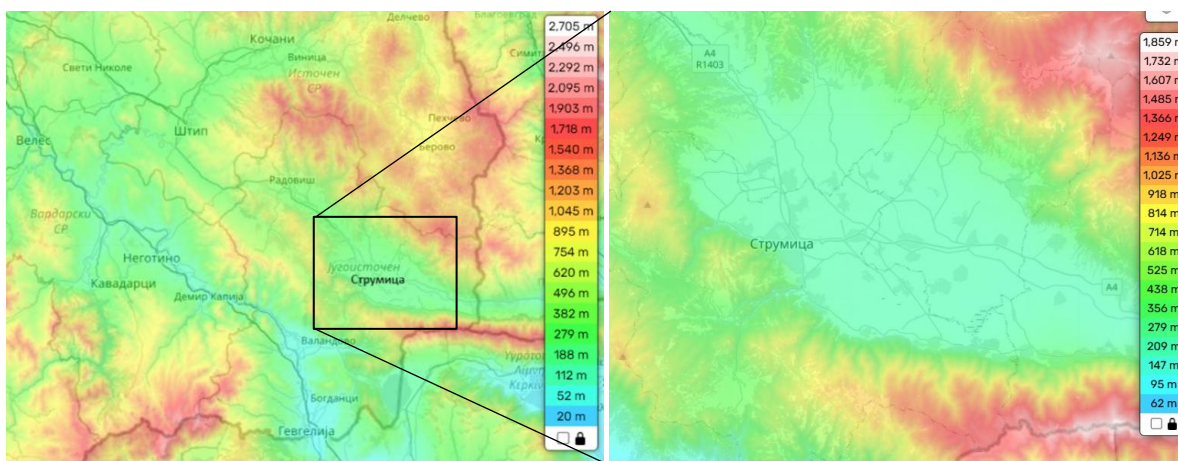 Делчево
Благоевград
Кочани
Виница
Источен
СР
Свети Николе
Симит
Штип
Пехчево
Кр
Велес
Берово
Радовиш
Вардарски
СР
Неготино
Југоисточен
Струмица
Кавадарци
Демир Капија
Валандово
Богданци
Гевгелија
2,705 m
2,496 m
2,292 m
2,095 m
1,903 m
1,718 m
1,540 m
1,368 m
1,203 m
1,045 m
895 m
754 m
620 m
496 m
382 m
279 m
188 m
112 m
52 m
20 m
A4
R1403
Струмица
A4
1,859 m
1,732 m
1,607 m
1,485 m
1,366 m
1,249 m
1,136 m
1,025 m
918 m
814 m
714 m
618 m
525 m
438 m
356 m
279 m
209 m
147 m
95 m
62 m